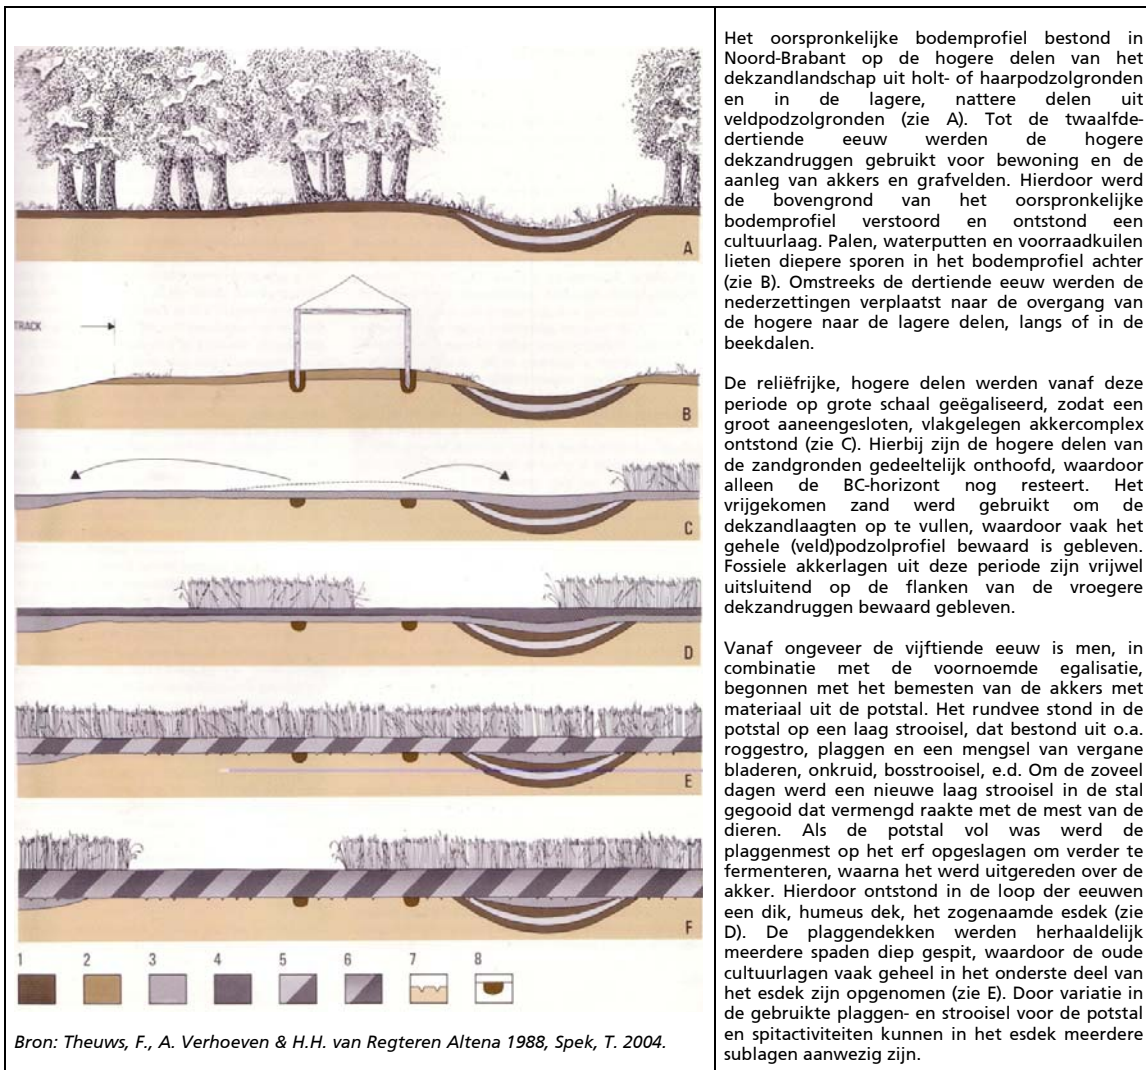 TRACK
A
B
C
D
E
F
1 2 3 4 5 6 7 8
Bron: Theuws, F., A. Verhoeven & H.H. van Regteren Altena 1988, Spek, T. 2004.
Het oorspronkelijke bodemprofiel bestond in
Noord-Brabant op de hogere delen van het
dekzandlandschap uit holt- of haarpodzolgronden
en in de lagere, nattere delen uit
veldpodzolgronden (zie A). Tot de twaalfde-
dertiende eeuw werden de hogere
dekzandruggen gebruikt voor bewoning en de
aanleg van akkers en grafvelden. Hierdoor werd
de bovengrond van het oorspronkelijke
bodemprofiel verstoord en ontstond een
cultuurlaag. Palen, waterputten en voorraadkuilen
lieten diepere sporen in het bodemprofiel achter
(zie B). Omstreeks de dertiende eeuw werden de
nederzettingen verplaatst naar de overgang van
de hogere naar de lagere delen, langs of in de
beekdalen.
De reliëfrijke, hogere delen werden vanaf deze
periode op grote schaal geëgaliseerd, zodat een
groot aaneengesloten, vlakgelegen akkercomplex
ontstond (zie C). Hierbij zijn de hogere delen van
de zandgronden gedeeltelijk onthoofd, waardoor
alleen de BC-horizont nog resteert. Het
vrijgekomen zand werd gebruikt om de
dekzandlaagten op te vullen, waardoor vaak het
gehele (veld)podzolprofiel bewaard is gebleven.
Fossiele akkerlagen uit deze periode zijn vrijwel
uitsluitend op de flanken van de vroegere
dekzandruggen bewaard gebleven.
Vanaf ongeveer de vijftiende eeuw is men, in
combinatie met de voornoemde egalisatie,
begonnen met het bemesten van de akkers met
materiaal uit de potstal. Het rundvee stond in de
potstal op een laag strooisel, dat bestond uit o.a.
roggestro, plaggen en een mengsel van vergane
bladeren, onkruid, bosstrooisel, e.d. Om de zoveel
dagen werd een nieuwe laag strooisel in de stal
gegooid dat vermengd raakte met de mest van de
dieren. Als de potstal vol was werd de
plaggenmest op het erf opgeslagen om verder te
fermenteren, waarna het werd uitgereden over de
akker. Hierdoor ontstond in de loop der eeuwen
een dik, humeus dek, het zogenaamde esdek (zie
D). De plaggendekken werden herhaaldelijk
meerdere spaden diep gespit, waardoor de oude
cultuurlagen vaak geheel in het onderste deel van
het esdek zijn opgenomen (zie E). Door variatie in
de gebruikte plaggen- en strooisel voor de potstal
en spitactiviteiten kunnen in het esdek meerdere
sublagen aanwezig zijn.